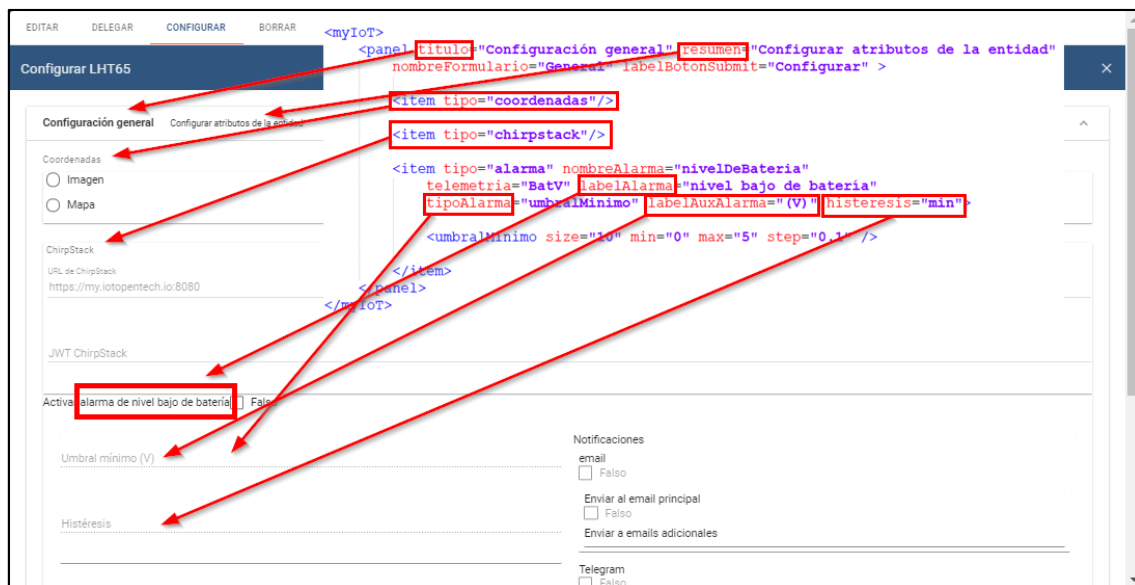 EDITAR DELEGAR CONFIGURAR BORRAR
Configurar LHT65
<myIoT>
<panel titulo="Configuración general" resumen="Configurar atributos de la entidad"
nombreFormulario="General" labelBotonSubmit="Configurar" >
<item tipo="coordenadas"/>
<item tipo="chirpstack"/>
<item tipo="alarma" nombreAlarma="nivelDeBateria"
telemetria="BatV" labelAlarma="nivel bajo de batería"
tipoAlarma="umbralMinimo" labelAuxAlarma="(V)" histeresis="min">
<umbralMinimo size="10" min="0" max="5" step="0,1" />
</item>
</panel>
</myIoT>
Configuración general Configurar atributos de la entidad
Coordenadas
Imagen
Mapa
ChirpStack
URL de ChirpStack
https://my.iotopentech.io:8080
JWT ChirpStack
Activar alarma de nivel bajo de batería Falso
Umbral mínimo (V)
Histéresis
Notificaciones
email
Falso
Enviar al email principal
Falso
Enviar a emails adicionales
Telegram
Falso